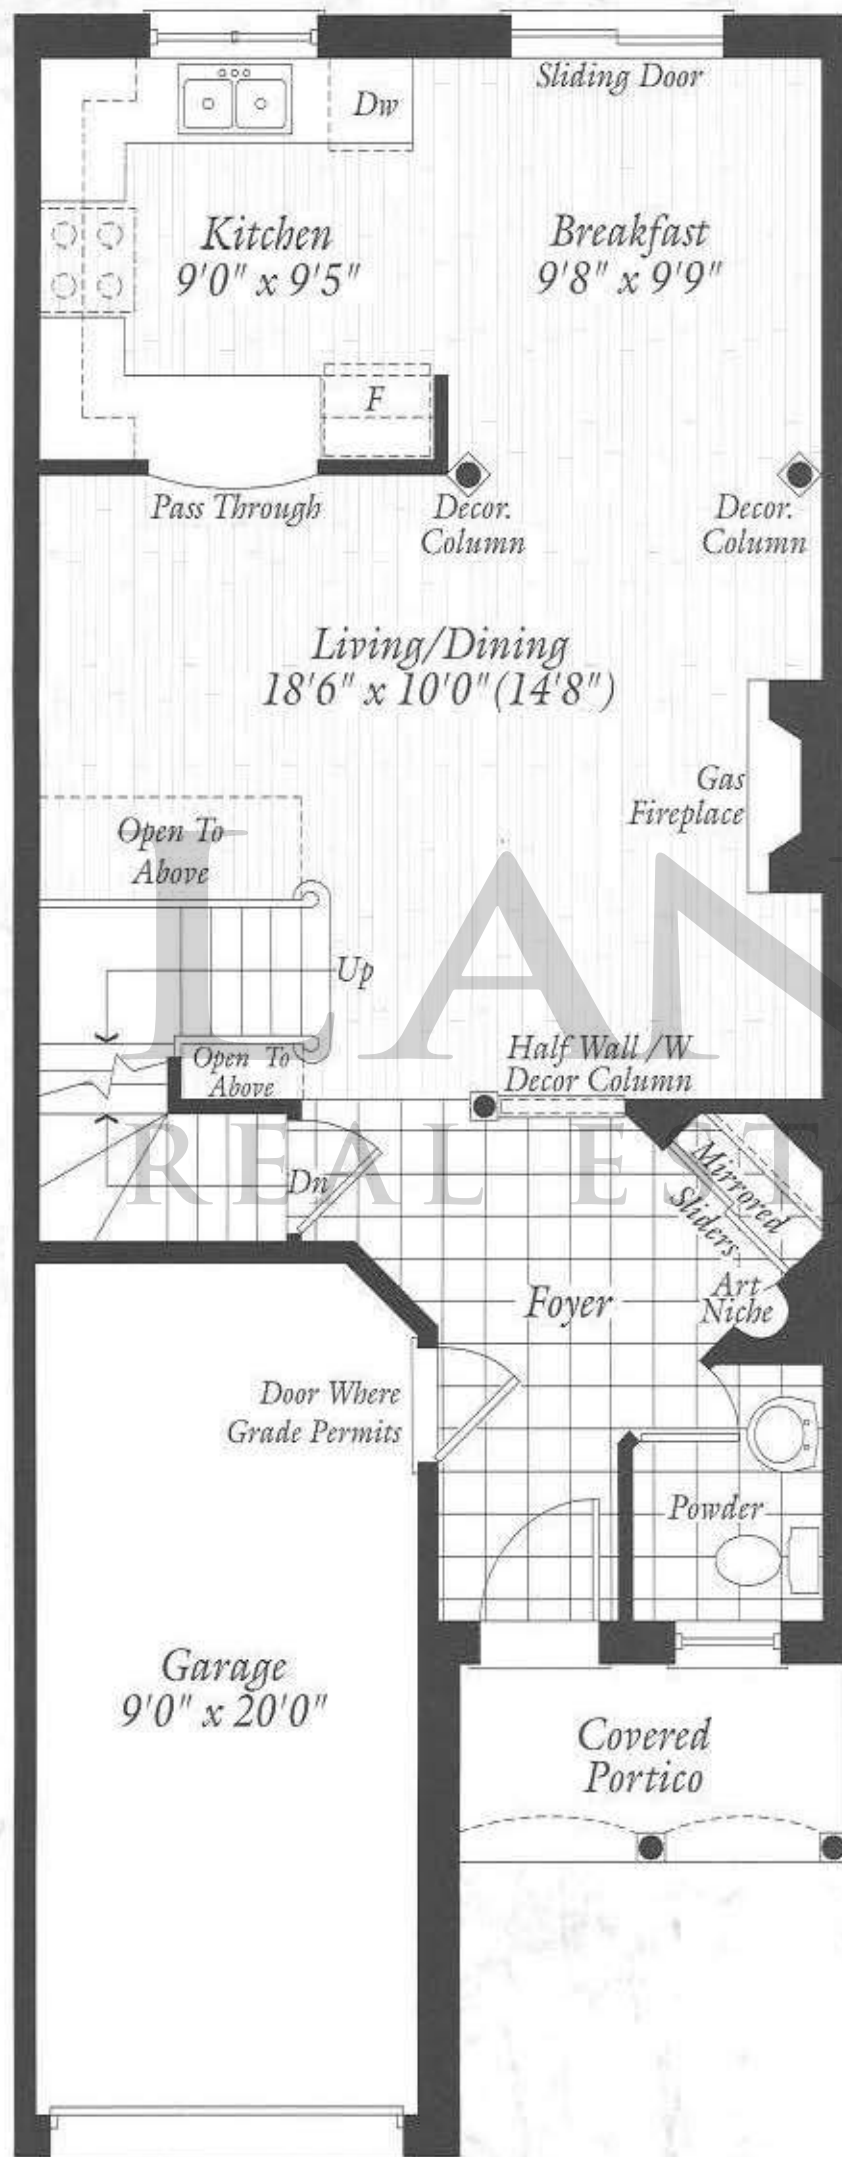 Sliding Door
Dw
Kitchen
9'0" x 9'5"
Breakfast
9'8" x 9'9"
F
Pass Through
Decor.
Column
Decor.
Column
Living/Dining
18'6" x 10'0"(14'8")
Gas
Fireplace
Open To
Above
Up
Open To
Above
Half Wall /W
Decor Column
Dn
Mirrored
Sliders
Art
Niche
Foyer
Door Where
Grade Permits
Powder
Garage
9'0" x 20'0"
Covered
Portico
LAN
REAL ESTA